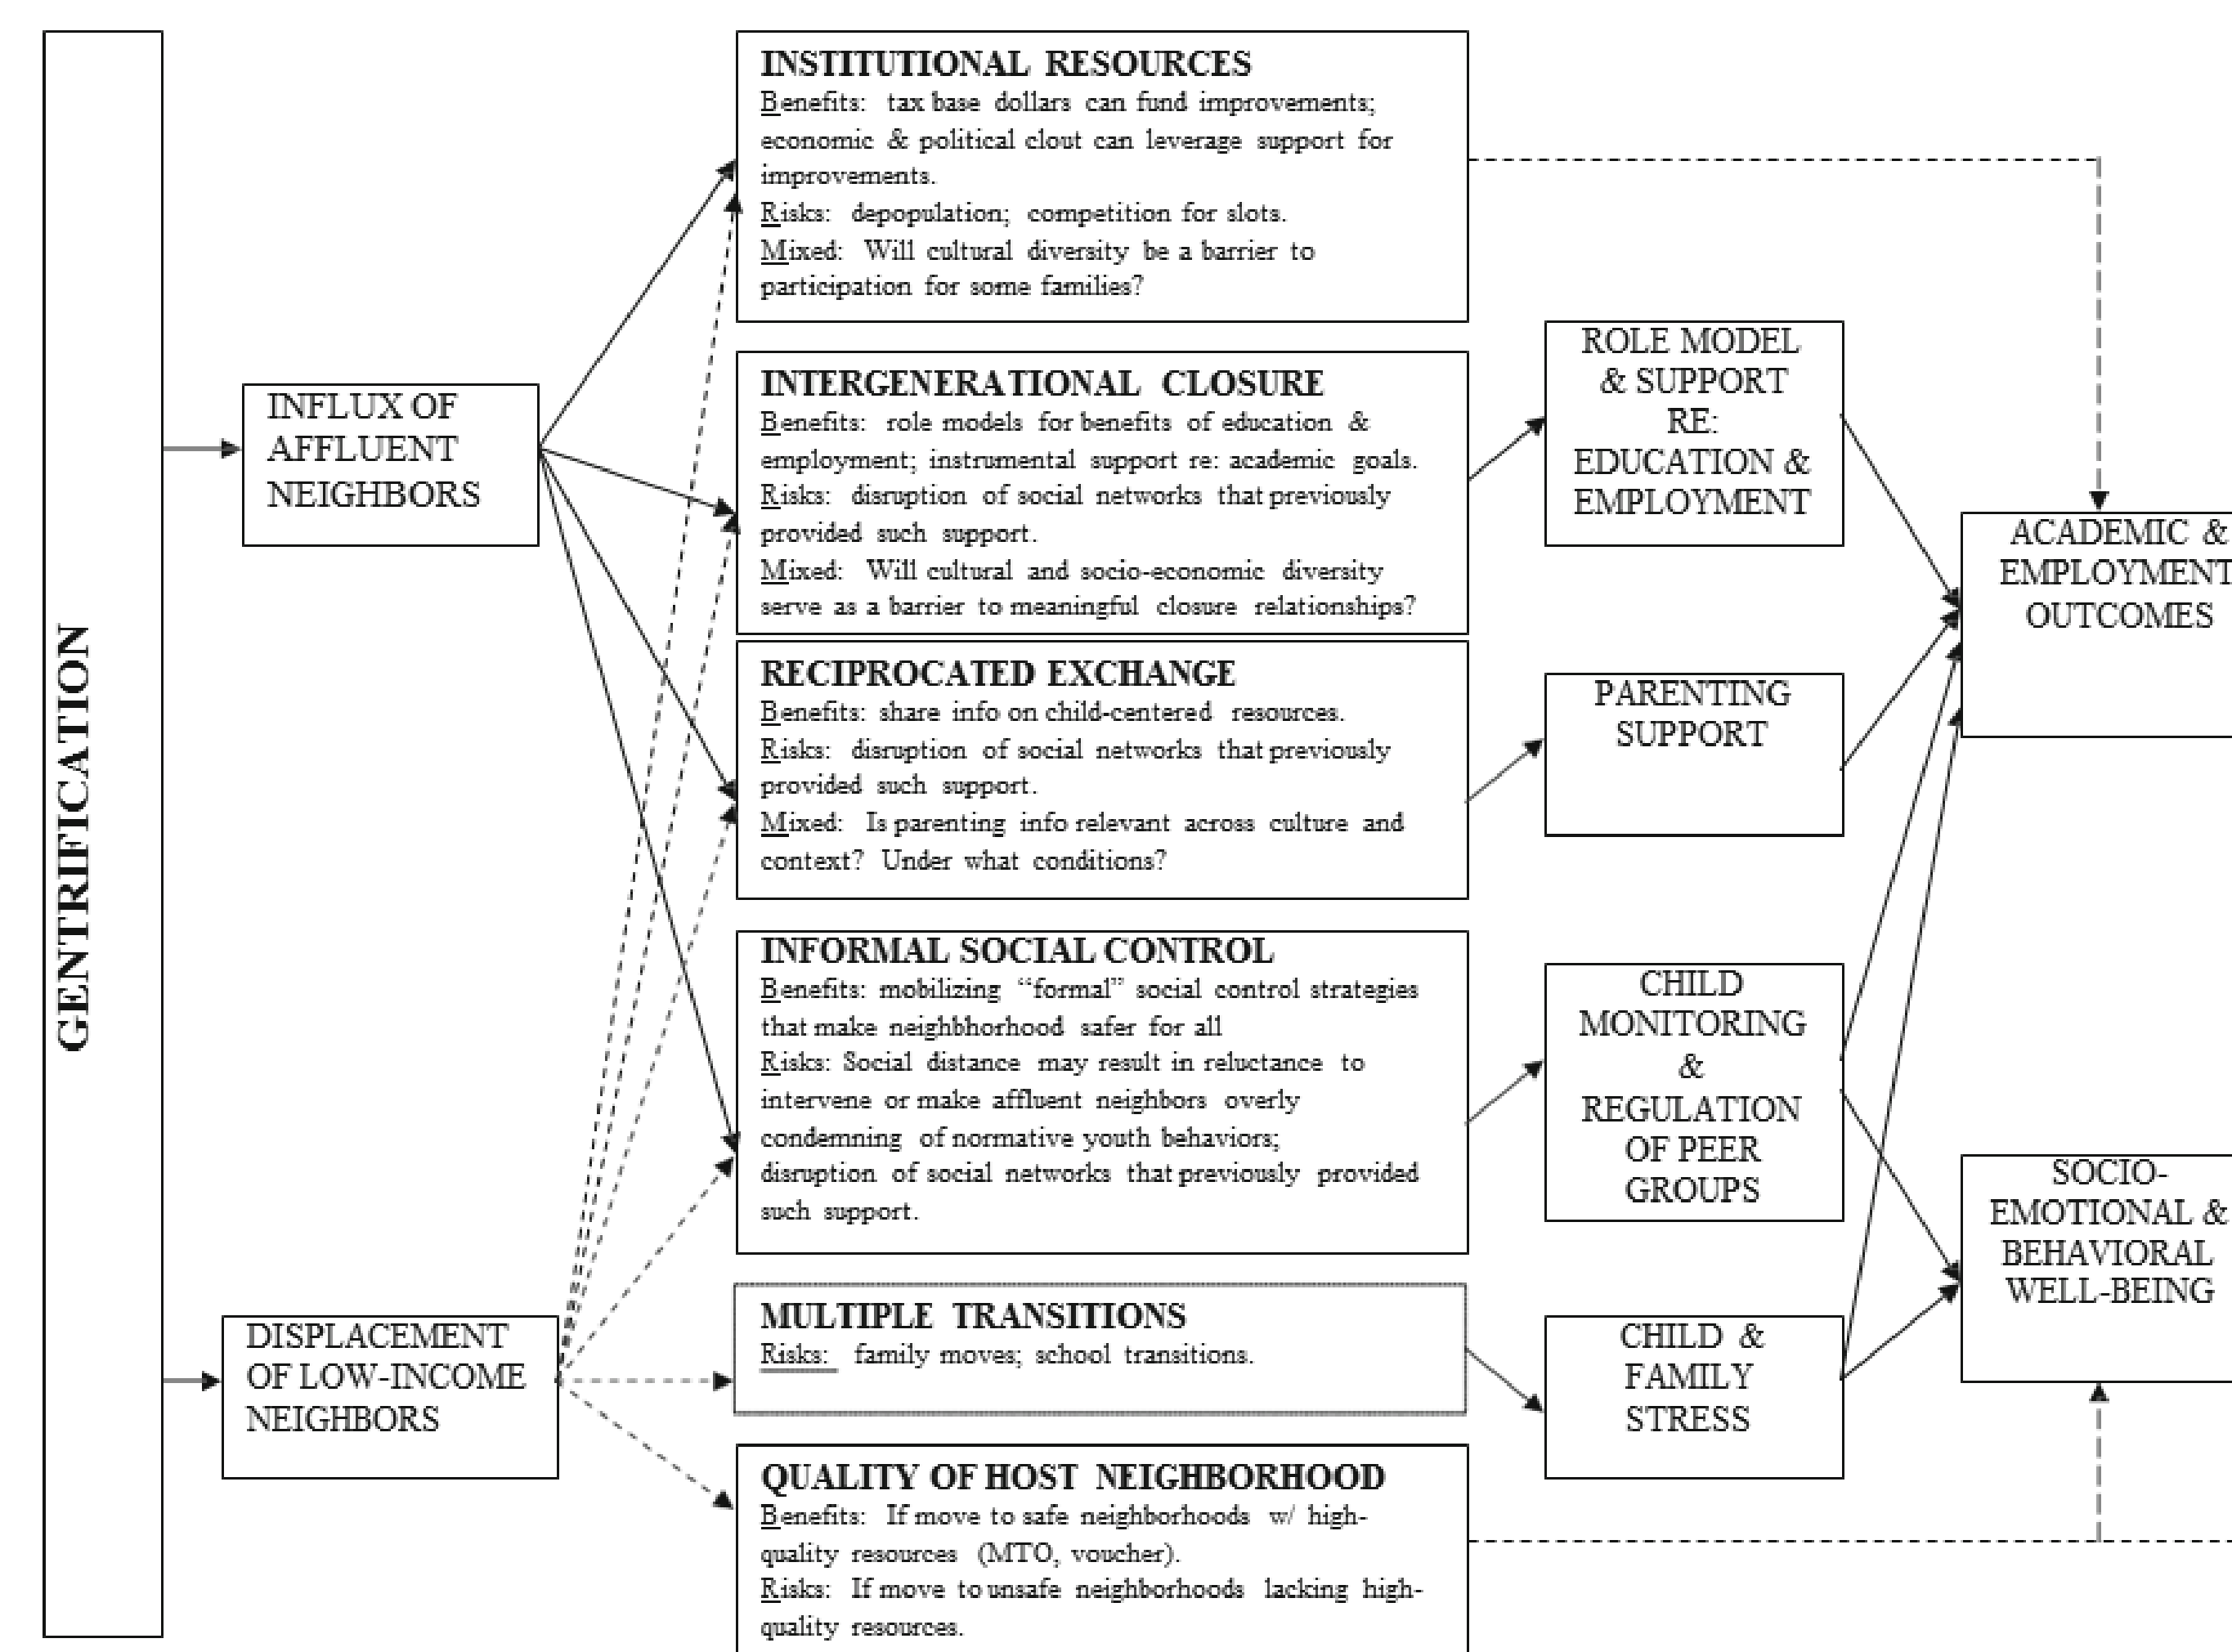 GENTRIFICATION
INFLUX OF
AFFLUENT
NEIGHBORS
DISPLACEMENT
OF LOW-INCOME
NEIGHBORS
INSTITUTIONAL RESOURCES
Benefits: tax base dollars can fund improvements;
economic & political clout can leverage support for
improvements.
Risks: depopulation; competition for slots.
Mixed: Will cultural diversity be a barrier to
participation for some families?
INTERGENERATIONAL CLOSURE
Benefits: role models for benefits of education &
employment; instrumental support re: academic goals.
Risks: disruption of social networks that previously
provided such support.
Mixed: Will cultural and socio-economic diversity
serve as a barrier to meaningful closure relationships?
RECIPROCATED EXCHANGE
Benefits: share info on child-centered resources.
Risks: disruption of social networks that previously
provided such support.
Mixed: Is parenting info relevant across culture and
context? Under what conditions?
INFORMAL SOCIAL CONTROL
Benefits: mobilizing “formal” social control strategies
that make neighbhorhood safer for all
Risks: Social distance may result in reluctance to
intervene or make affluent neighbors overly
condemning of normative youth behaviors;
disruption of social networks that previously provided
such support.
MULTIPLE TRANSITIONS
Risks: family moves; school transitions.
QUALITY OF HOST NEIGHBORHOOD
Benefits: If move to safe neighborhoods w/ high-
quality resources (MTO, voucher).
Risks: If move to unsafe neighborhoods lacking high-
quality resources.
ROLE MODEL
& SUPPORT
RE:
EDUCATION &
EMPLOYMENT
PARENTING
SUPPORT
CHILD
MONITORING
&
REGULATION
OF PEER
GROUPS
CHILD &
FAMILY
STRESS
ACADEMIC &
EMPLOYMENT
OUTCOMES
SOCIO-
EMOTIONAL &
BEHAVIORAL
WELL-BEING